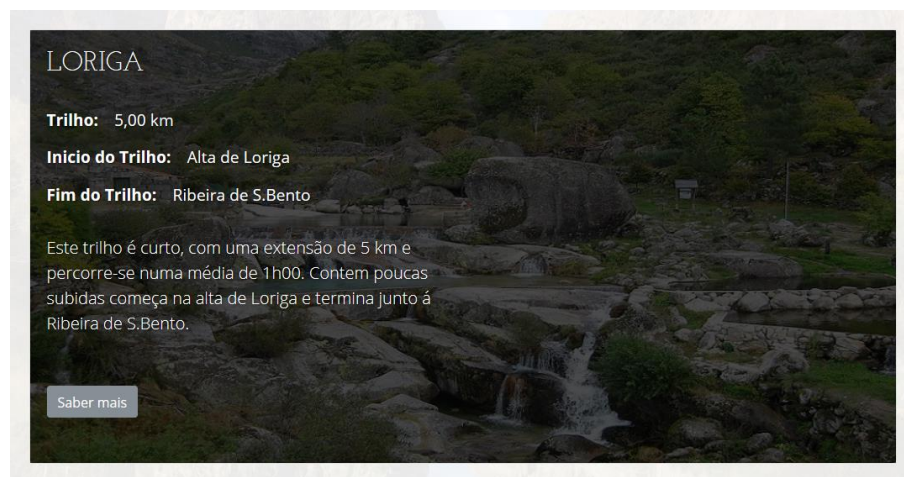 LORIGA
Trilho: 5,00 km
Inicio do Trilho: Alta de Loriga
Fim do Trilho: Ribeira de S.Bento
Este trilho é curto, com uma extensão de 5 km e
percorre-se numa média de 1h00. Contem poucas
subidas começa na alta de Loriga e termina junto á
Ribeira de S.Bento.
Saber mais